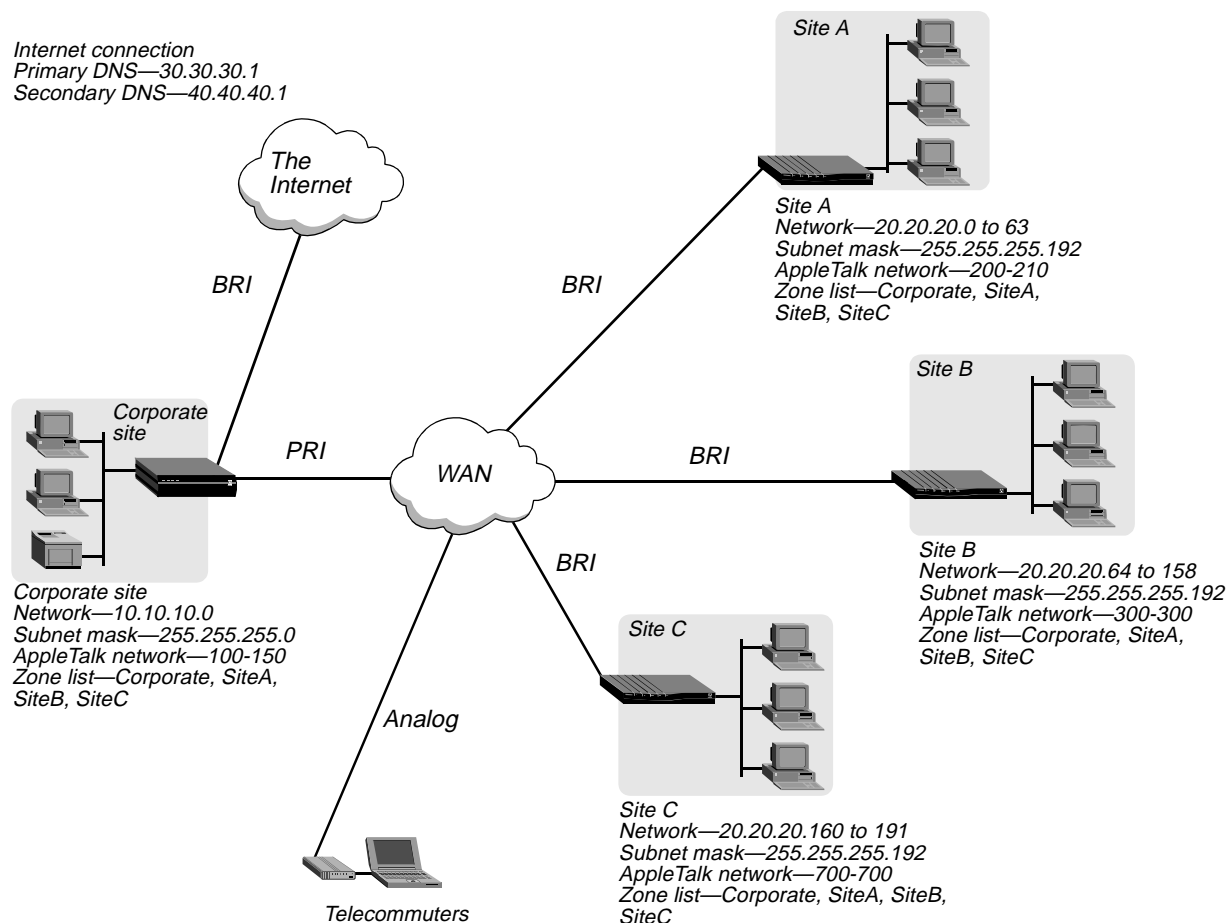 Internet connection
Primary DNS—30.30.30.1
Secondary DNS—40.40.40.1
The
Internet
BRI
Site A
Site A
Network—20.20.20.0 to 63
Subnet mask—255.255.255.192
AppleTalk network—200-210
Zone list—Corporate, SiteA,
SiteB, SiteC
BRI
Corporate
site
PRI
WAN
BRI
Site B
Site B
Network—20.20.20.64 to 158
Subnet mask—255.255.255.192
AppleTalk network—300-300
Zone list—Corporate, SiteA,
SiteB, SiteC
Corporate site
Network—10.10.10.0
Subnet mask—255.255.255.0
AppleTalk network—100-150
Zone list—Corporate, SiteA,
SiteB, SiteC
BRI
Site C
Analog
Site C
Network—20.20.20.160 to 191
Subnet mask—255.255.255.192
AppleTalk network—700-700
Zone list—Corporate, SiteA, SiteB,
SiteC
Telecommuters